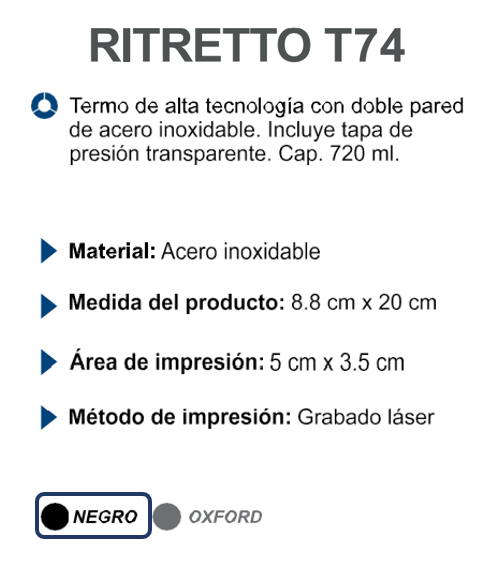 RITRETTO T74
Termo de alta tecnología con doble pared
de acero inoxidable. Incluye tapa de
presión transparente. Cap. 720 ml.
Material: Acero inoxidable
Medida del producto: 8.8 cm x 20 cm
Área de impresión: 5 cm x 3.5 cm
Método de impresión: Grabado láser
NEGRO OXFORD